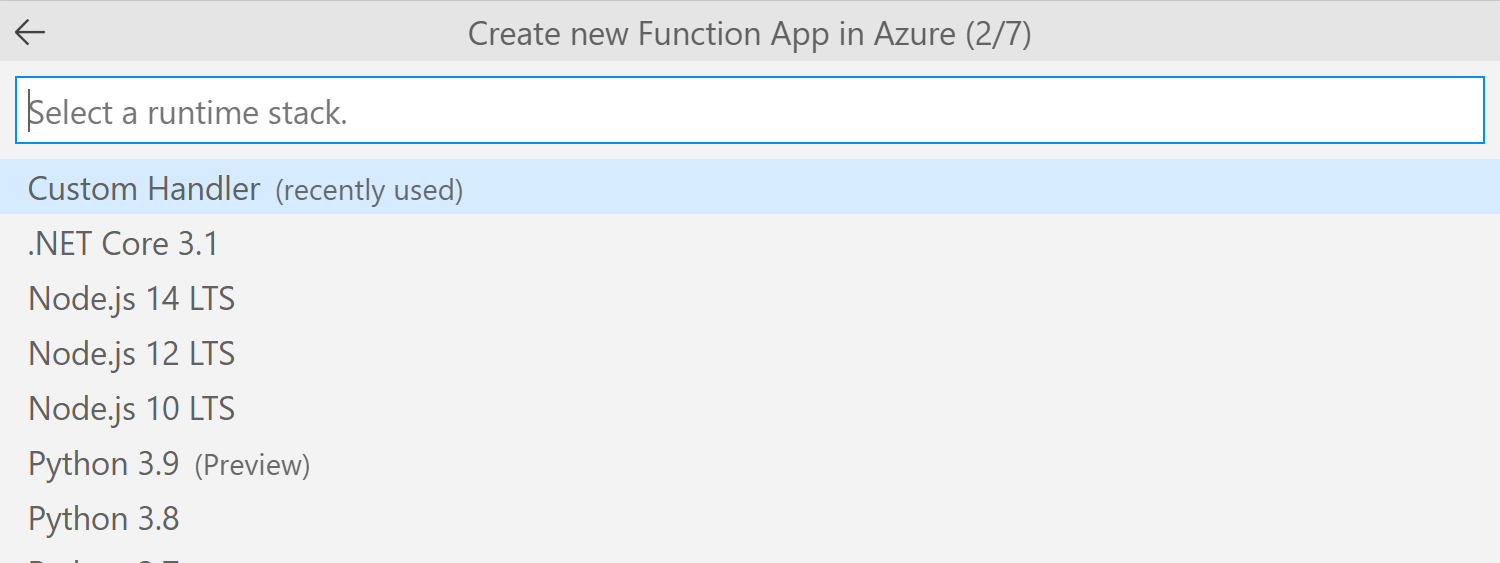 Create new Function App in Azure (2/7)
Select a runtime stack.
Custom Handler (recently used)
.NET Core 3.1
Node.js 14 LTS
Node.js 12 LTS
Node.js 10 LTS
Python 3.9 (Preview)
Python 3.8